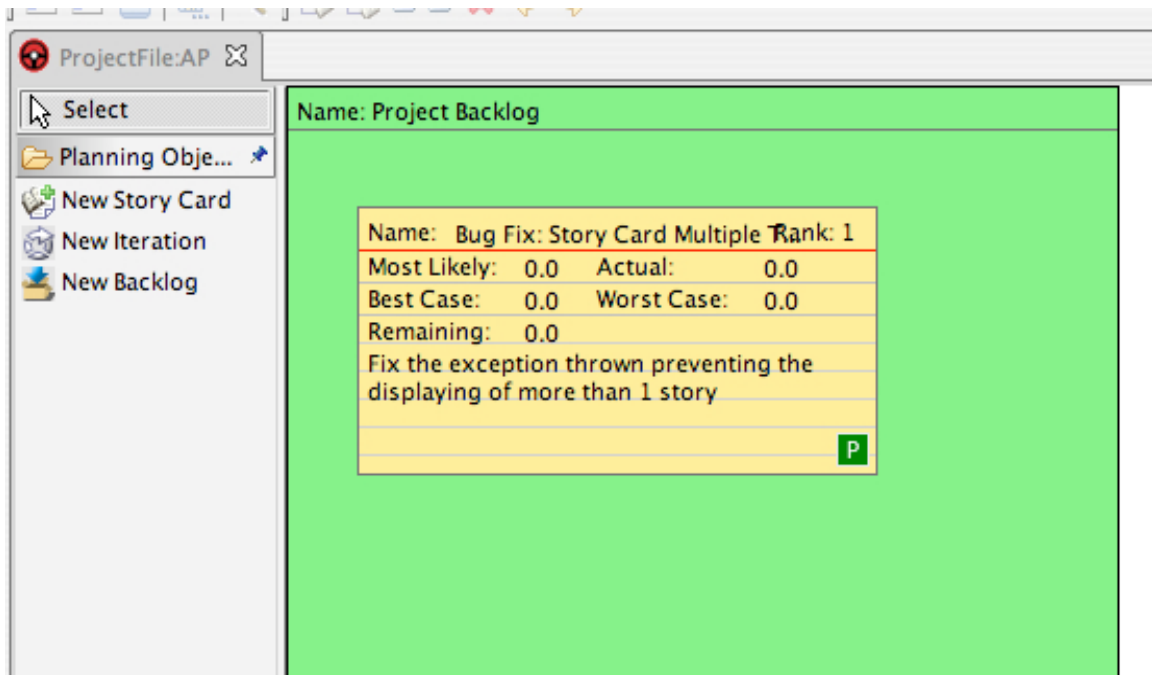 ProjectFile:AP
Select
Name: Project Backlog
Planning Obje...
New Story Card
New Iteration
New Backlog
Name: Bug Fix: Story Card Multiple Rank: 1
Most Likely: 0.0 Actual: 0.0
Best Case: 0.0 Worst Case: 0.0
Remaining: 0.0
Fix the exception thrown preventing the
displaying of more than 1 story
P